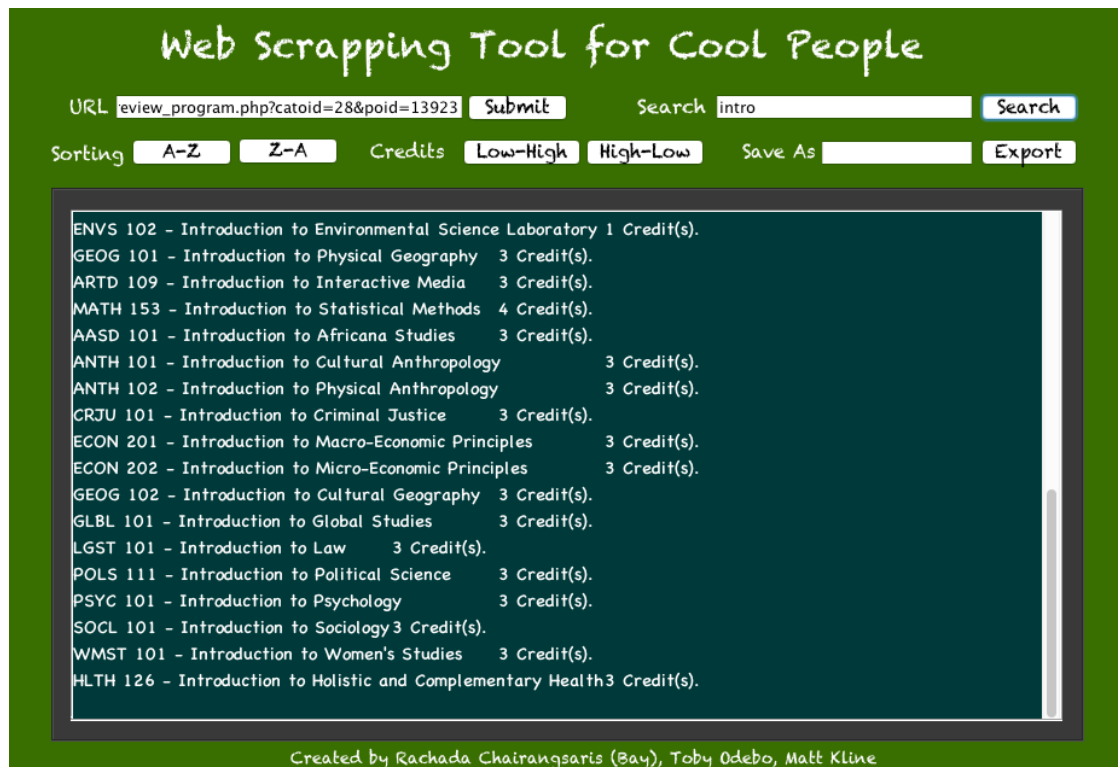 Web Scrapping Tool for Cool People
URL review_program.php?catoid=28&poid=13923 Submit Search intro Search
Sorting A-Z Z-A Credits Low-High High-Low Save As Export
ENVS 102 - Introduction to Environmental Science Laboratory 1 Credit(s).
GEOG 101 - Introduction to Physical Geography 3 Credit(s).
ARTD 109 - Introduction to Interactive Media 3 Credit(s).
MATH 153 - Introduction to Statistical Methods 4 Credit(s).
AASD 101 - Introduction to Africana Studies 3 Credit(s).
ANTH 101 - Introduction to Cultural Anthropology 3 Credit(s).
ANTH 102 - Introduction to Physical Anthropology 3 Credit(s).
CRJU 101 - Introduction to Criminal Justice 3 Credit(s).
ECON 201 - Introduction to Macro-Economic Principles 3 Credit(s).
ECON 202 - Introduction to Micro-Economic Principles 3 Credit(s).
GEOG 102 - Introduction to Cultural Geography 3 Credit(s).
GLBL 101 - Introduction to Global Studies 3 Credit(s).
LGST 101 - Introduction to Law 3 Credit(s).
POLS 111 - Introduction to Political Science 3 Credit(s).
PSYC 101 - Introduction to Psychology 3 Credit(s).
SOCL 101 - Introduction to Sociology 3 Credit(s).
WMST 101 - Introduction to Women's Studies 3 Credit(s).
HLTH 126 - Introduction to Holistic and Complementary Health3 Credit(s).
Created by Rachada Chairangsaris (Bay), Toby Odebo, Matt Kline